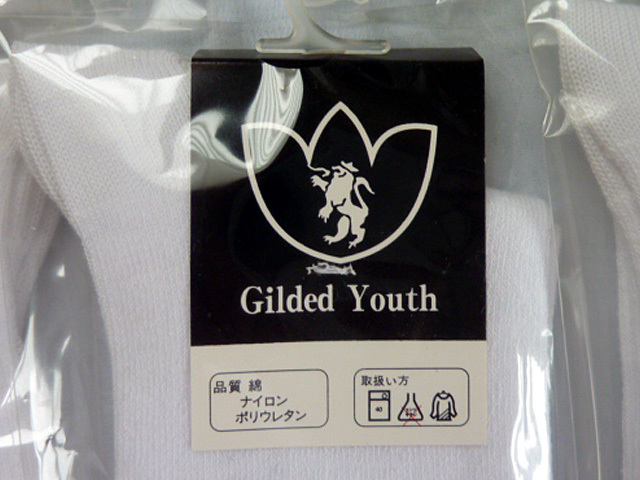 Gilded Youth
品質 綿
ナイロン
ポリウレタン
取扱い方
40